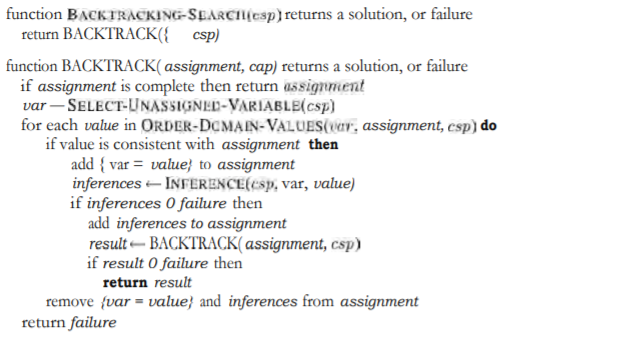 function BACKTRACKING-SEARCH(csp) returns a solution, or failure
return BACKTRACK({ csp)
function BACKTRACK( assignment, cap) returns a solution, or failure
if assignment is complete then return assignment
var — SELECT-UNASSIGNED-VARIABLE(csp)
for each value in ORDER-DOMAIN-VALUES(var, assignment, csp) do
if value is consistent with assignment then
add { var = value} to assignment
inferences ← INFERENCE(csp, var, value)
if inferences 0 failure then
add inferences to assignment
result ← BACKTRACK( assignment, csp)
if result 0 failure then
return result
remove {var = value} and inferences from assignment
return failure